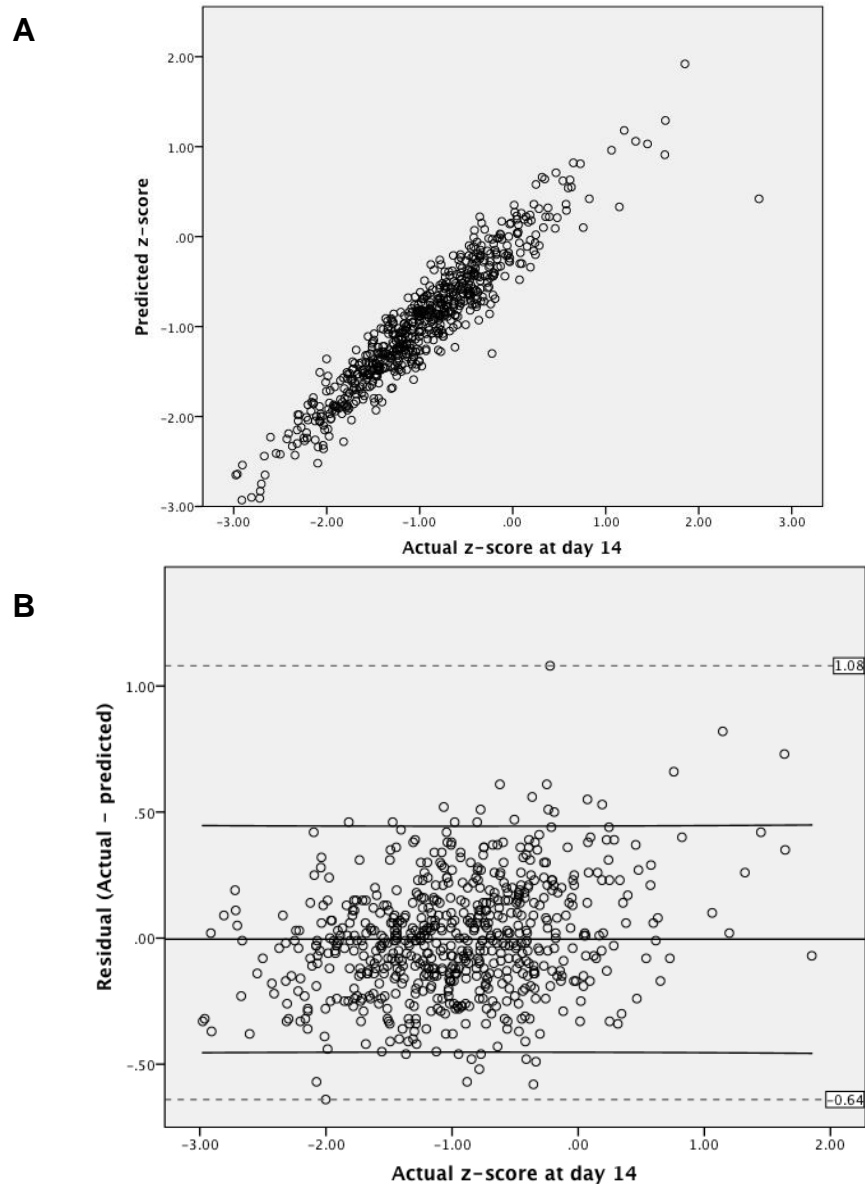 A
2.00
1.00
.00
-1.00
-2.00
-3.00
Predicted z-score
-3.00 -2.00 -1.00 .00 1.00 2.00 3.00
Actual z-score at day 14
B
1.08
1.00
.50
.00
-.50
-0.64
Residual (Actual - predicted)
-3.00 -2.00 -1.00 .00 1.00 2.00
Actual z-score at day 14